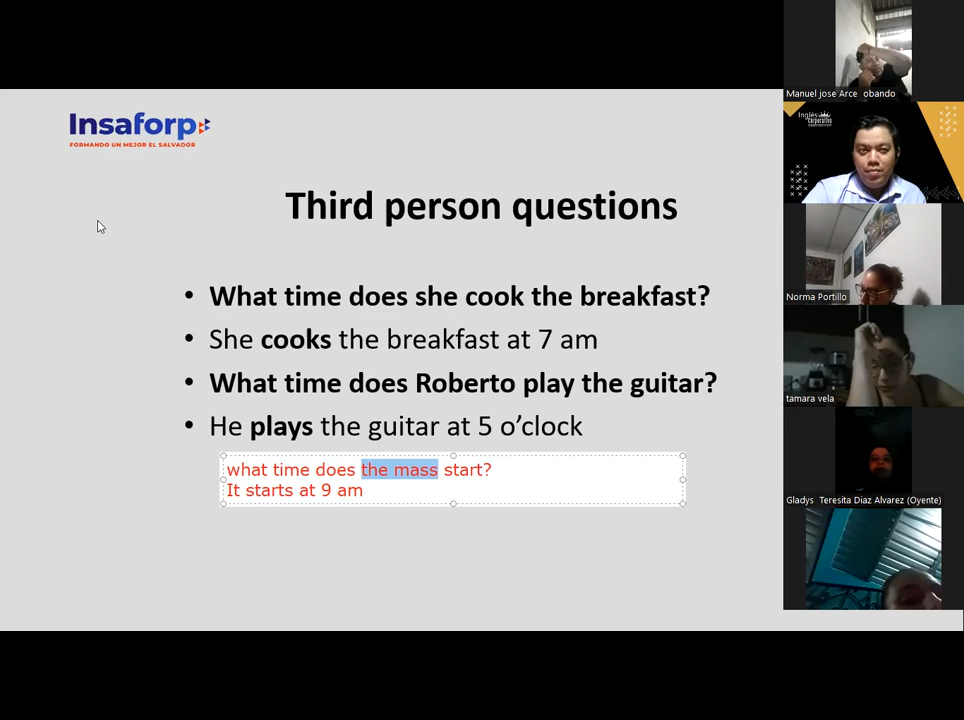 Insaforp
FORMANDO UN MEJOR EL SALVADOR
Third person questions
• What time does she cook the breakfast?
• She cooks the breakfast at 7 am
• What time does Roberto play the guitar?
• He plays the guitar at 5 o’clock
what time does the mass start?
It starts at 9 am
Manuel jose Arce obando
Inglés
corporativo
Norma Portillo
tamara vela
Gladys Teresita Diaz Alvarez (Oyente)